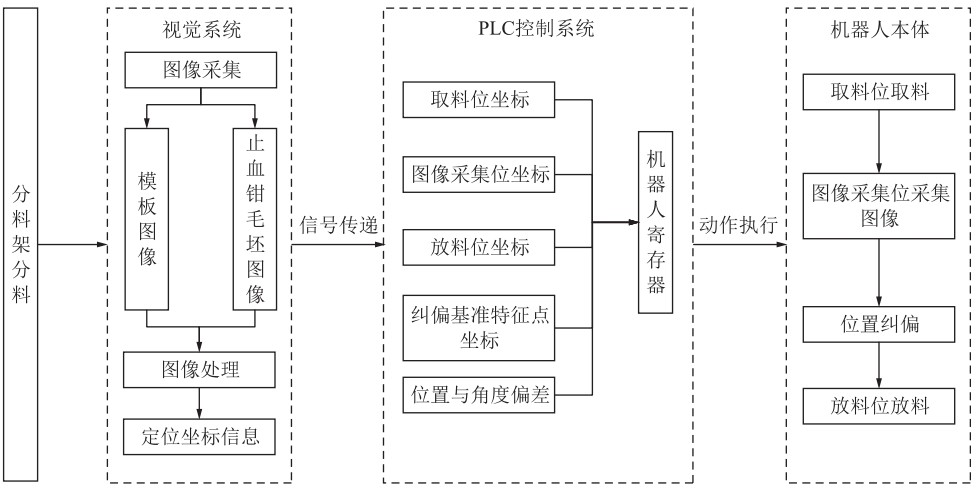 分料架分料
视觉系统
图像采集
模板图像
止血钳毛坯图像
图像处理
定位坐标信息
信号传递
PLC控制系统
取料位坐标
图像采集位坐标
放料位坐标
纠偏基准特征点
坐标
位置与角度偏差
机器人寄存器
动作执行
机器人本体
取料位取料
图像采集位采集
图像
位置纠偏
放料位放料